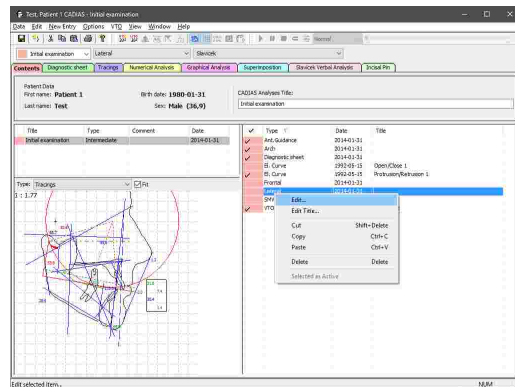 Test, Patient 1 CADIAS - Initial examination
Date Edit New Entry Options VTO View Window Help
Normal
Initial examination Lateral Slavicek
Contents Diagnostic sheet Tracings Numerical Analysis Graphical Analysis Superimposition Slavicek Verbal Analysis Incisal Pin
Patient Data
First name: Patient 1 Birth date: 1980-01-31 CADIAS Analyses Title:
Last name: Test Sex: Male (36,9) Initial examination
Title Type Comment Date
Initial examination Intermediate 2014-01-31
Type Date Title
Ant.Guidance 2014-01-31
Arch 2014-01-31
Diagnostic sheet 2014-01-31
El. Curve 1992-05-15 Open/Close 1
El. Curve 1992-05-15 Protrusion/Retrusion 1
Frontal 2014-01-31
Lateral 2014-01-31
SMV
VTO
Edit...
Edit Title...
Cut Shift+Delete
Copy Ctrl+C
Paste Ctrl+V
Delete Delete
Selected as Active
Type: Tracings Fit
1 : 1.77
Edit selected item... NUM